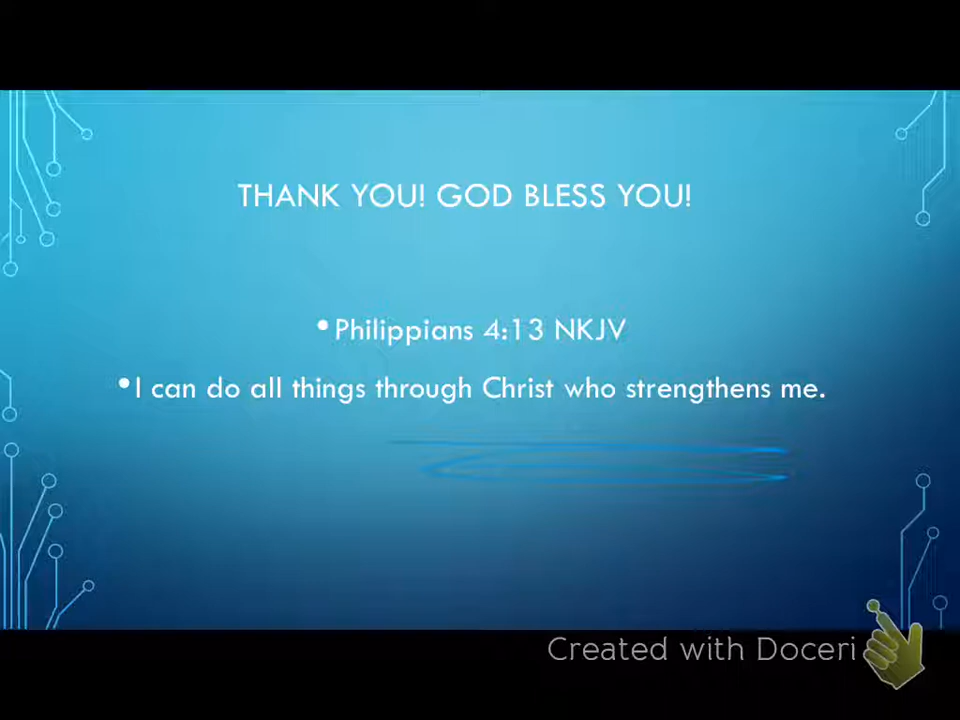 THANK YOU! GOD BLESS YOU!
•Philippians 4:13 NKJV
•I can do all things through Christ who strengthens me.
Created with Doceri